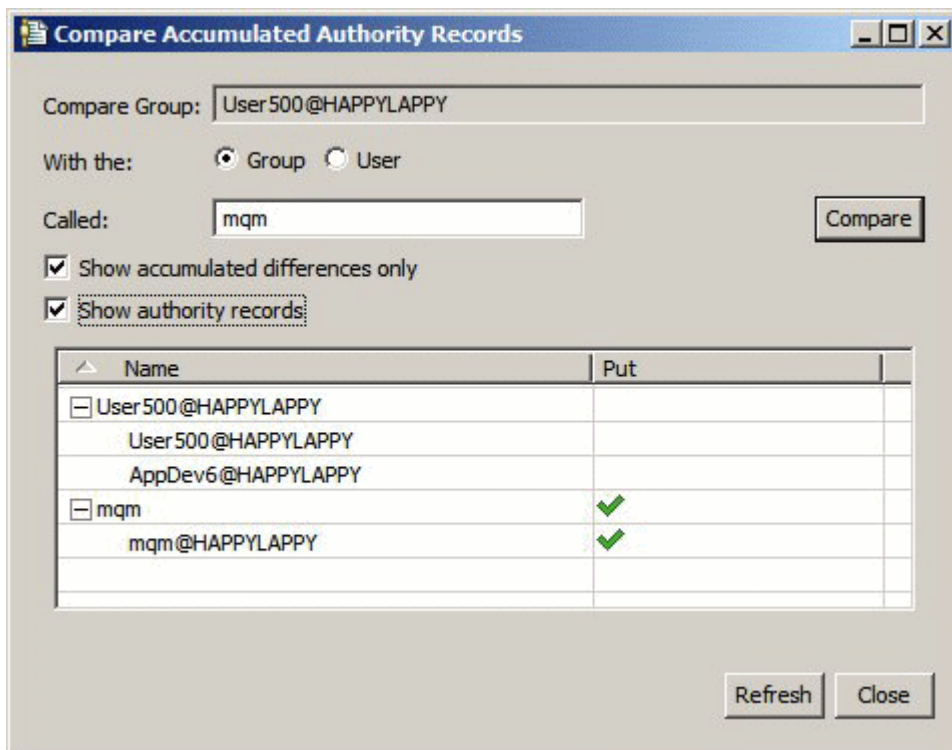 Compare Accumulated Authority Records
Compare Group: User500@HAPPYLAPPY
With the: Group User
Called: mqm Compare
Show accumulated differences only
Show authority records
Name Put
User500@HAPPYLAPPY
User500@HAPPYLAPPY
AppDev6@HAPPYLAPPY
mqm
mqm@HAPPYLAPPY
Refresh Close